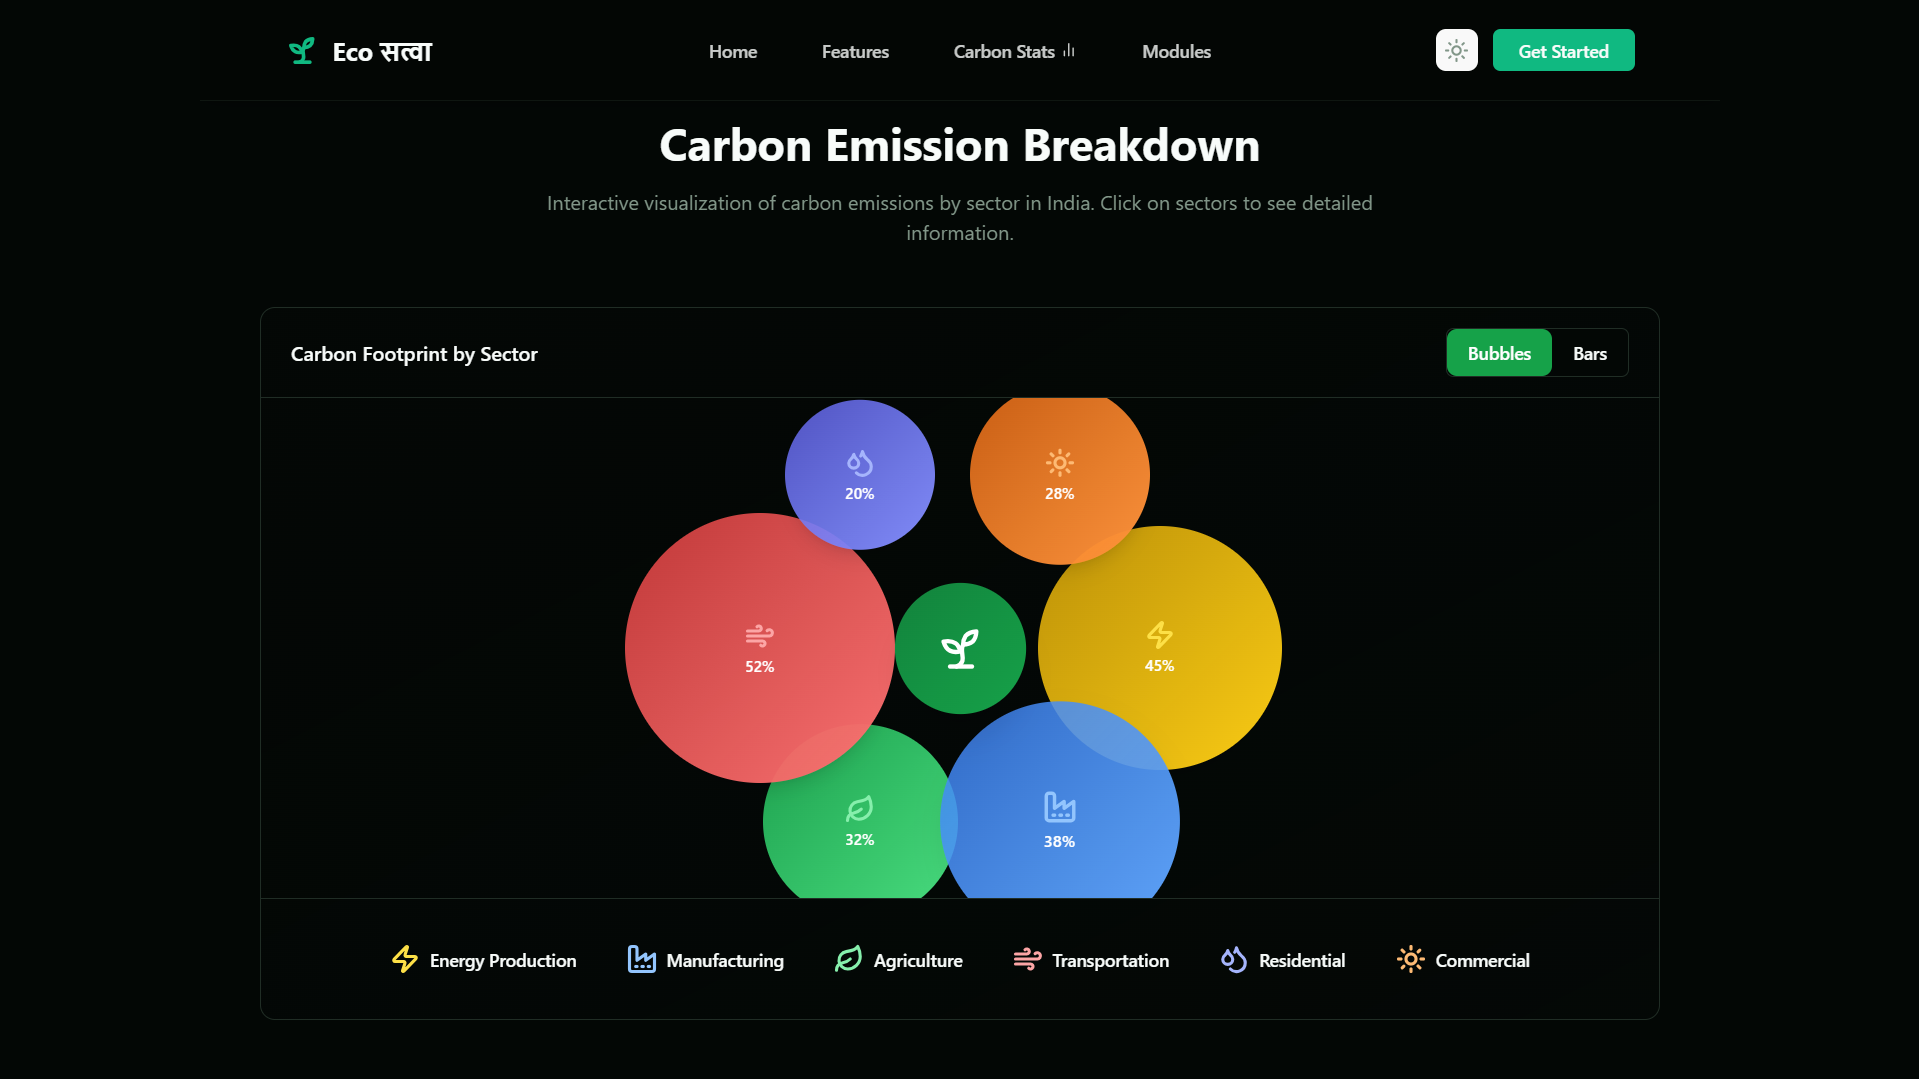 Eco सत्वा
Home
Features
Carbon Stats
Modules
Get Started
Carbon Emission Breakdown
Interactive visualization of carbon emissions by sector in India. Click on sectors to see detailed
information.
Carbon Footprint by Sector
Bubbles
Bars
20%
28%
52%
45%
32%
38%
Energy Production
Manufacturing
Agriculture
Transportation
Residential
Commercial